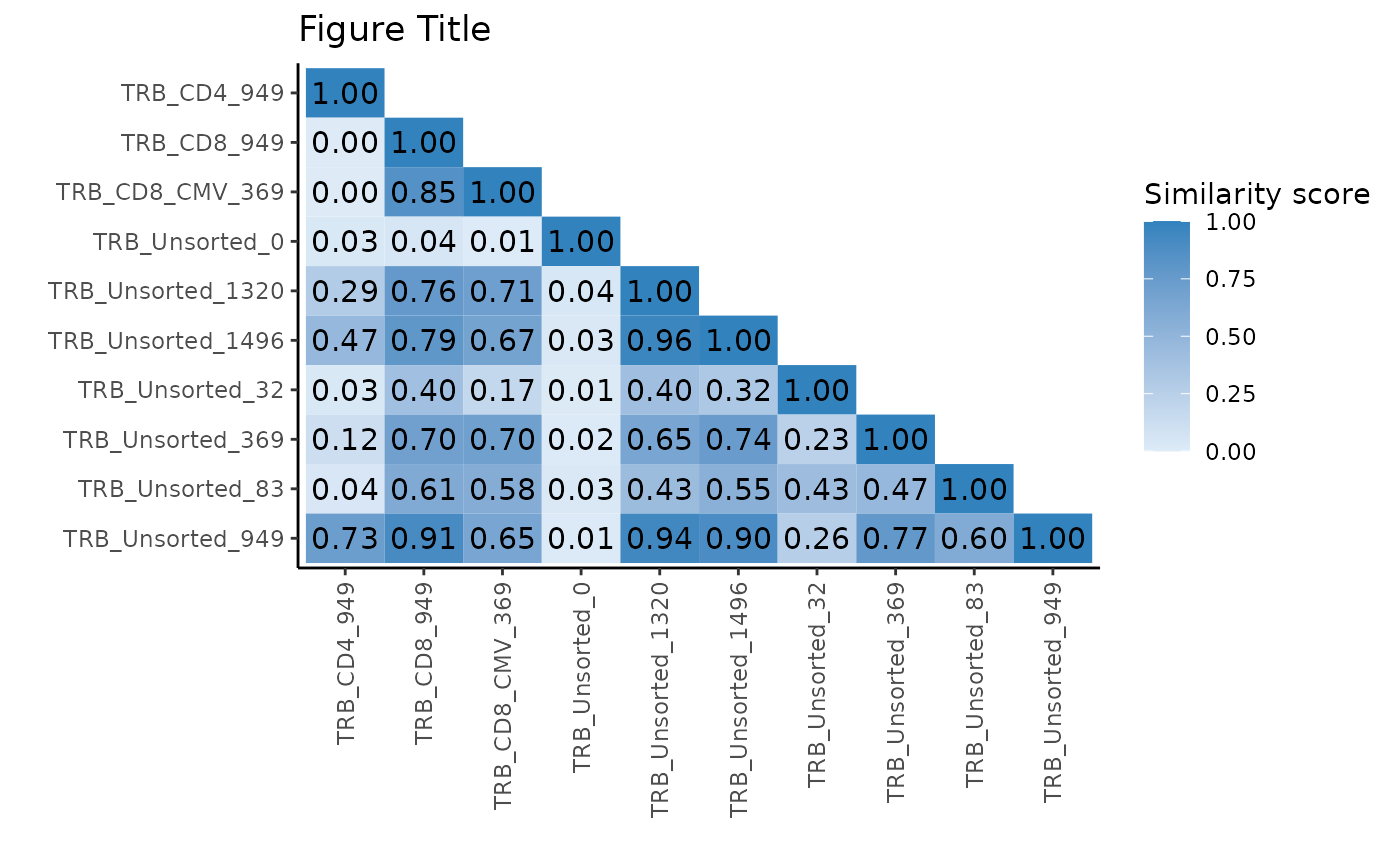 Figure Title
TRB_CD4_949 1.00
TRB_CD8_949 0.00 1.00
TRB_CD8_CMV_369 0.00 0.85 1.00
TRB_Unsorted_0 0.03 0.04 0.01 1.00
TRB_Unsorted_1320 0.29 0.76 0.71 0.04 1.00
TRB_Unsorted_1496 0.47 0.79 0.67 0.03 0.96 1.00
TRB_Unsorted_32 0.03 0.40 0.17 0.01 0.40 0.32 1.00
TRB_Unsorted_369 0.12 0.70 0.70 0.02 0.65 0.74 0.23 1.00
TRB_Unsorted_83 0.04 0.61 0.58 0.03 0.43 0.55 0.43 0.47 1.00
TRB_Unsorted_949 0.73 0.91 0.65 0.01 0.94 0.90 0.26 0.77 0.60 1.00
TRB_CD4_949
TRB_CD8_949
TRB_CD8_CMV_369
TRB_Unsorted_0
TRB_Unsorted_1320
TRB_Unsorted_1496
TRB_Unsorted_32
TRB_Unsorted_369
TRB_Unsorted_83
TRB_Unsorted_949
Similarity score
1.00
0.75
0.50
0.25
0.00